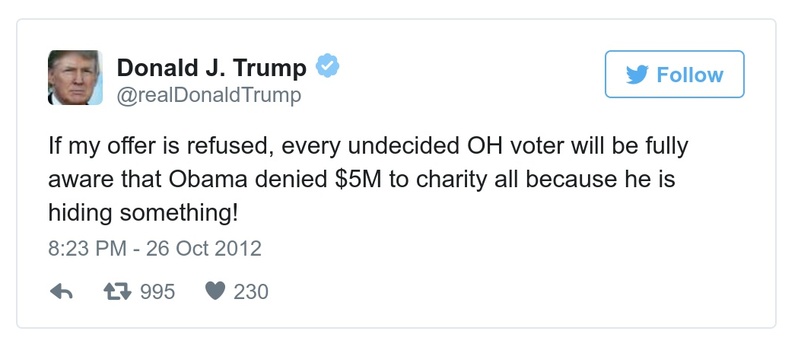 Donald J. Trump
Follow
@realDonaldTrump
If my offer is refused, every undecided OH voter will be fully
aware that Obama denied $5M to charity all because he is
hiding something!
8:23 PM - 26 Oct 2012
995 230